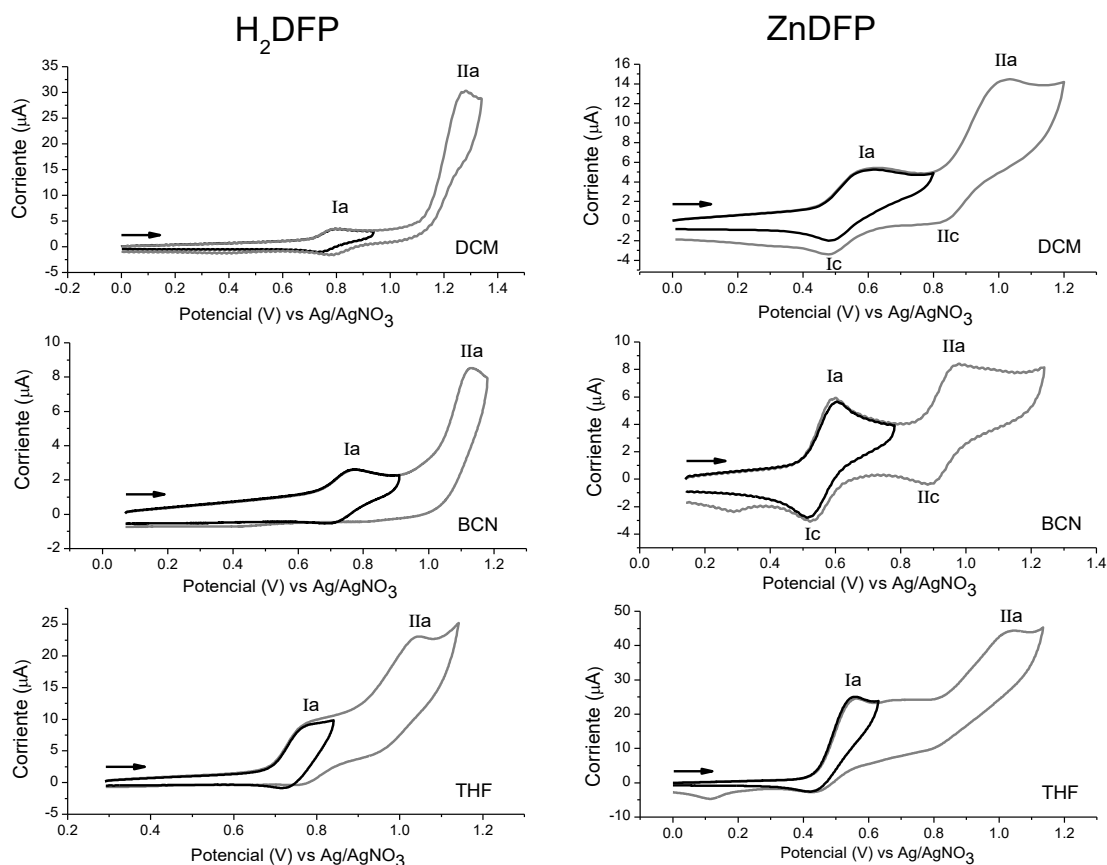 H2DFP
ZnDFP
35
30
25
20
15
10
5
0
-5
Corriente (μA)
Ia
IIa
DCM
-0.2 0.0 0.2 0.4 0.6 0.8 1.0 1.2 1.4
Potencial (V) vs Ag/AgNO3
16
14
12
10
8
6
4
2
0
-2
-4
Corriente (μA)
Ia
IIa
Ic
IIc
DCM
0.0 0.2 0.4 0.6 0.8 1.0 1.2
Potencial (V) vs Ag/AgNO3
10
8
6
4
2
0
-2
Corriente (μA)
Ia
IIa
BCN
0.0 0.2 0.4 0.6 0.8 1.0 1.2
Potencial (V) vs Ag/AgNO3
10
8
6
4
2
0
-2
-4
Corriente (μA)
Ia
IIa
Ic
IIc
BCN
0.0 0.2 0.4 0.6 0.8 1.0 1.2 1.4
Potencial (V) vs Ag/AgNO3
25
20
15
10
5
0
-5
Corriente (μA)
Ia
IIa
THF
0.2 0.4 0.6 0.8 1.0 1.2
Potencial (V) vs Ag/AgNO3
50
40
30
20
10
0
-10
Corriente (μA)
Ia
IIa
THF
0.0 0.2 0.4 0.6 0.8 1.0 1.2
Potencial (V) vs Ag/AgNO3